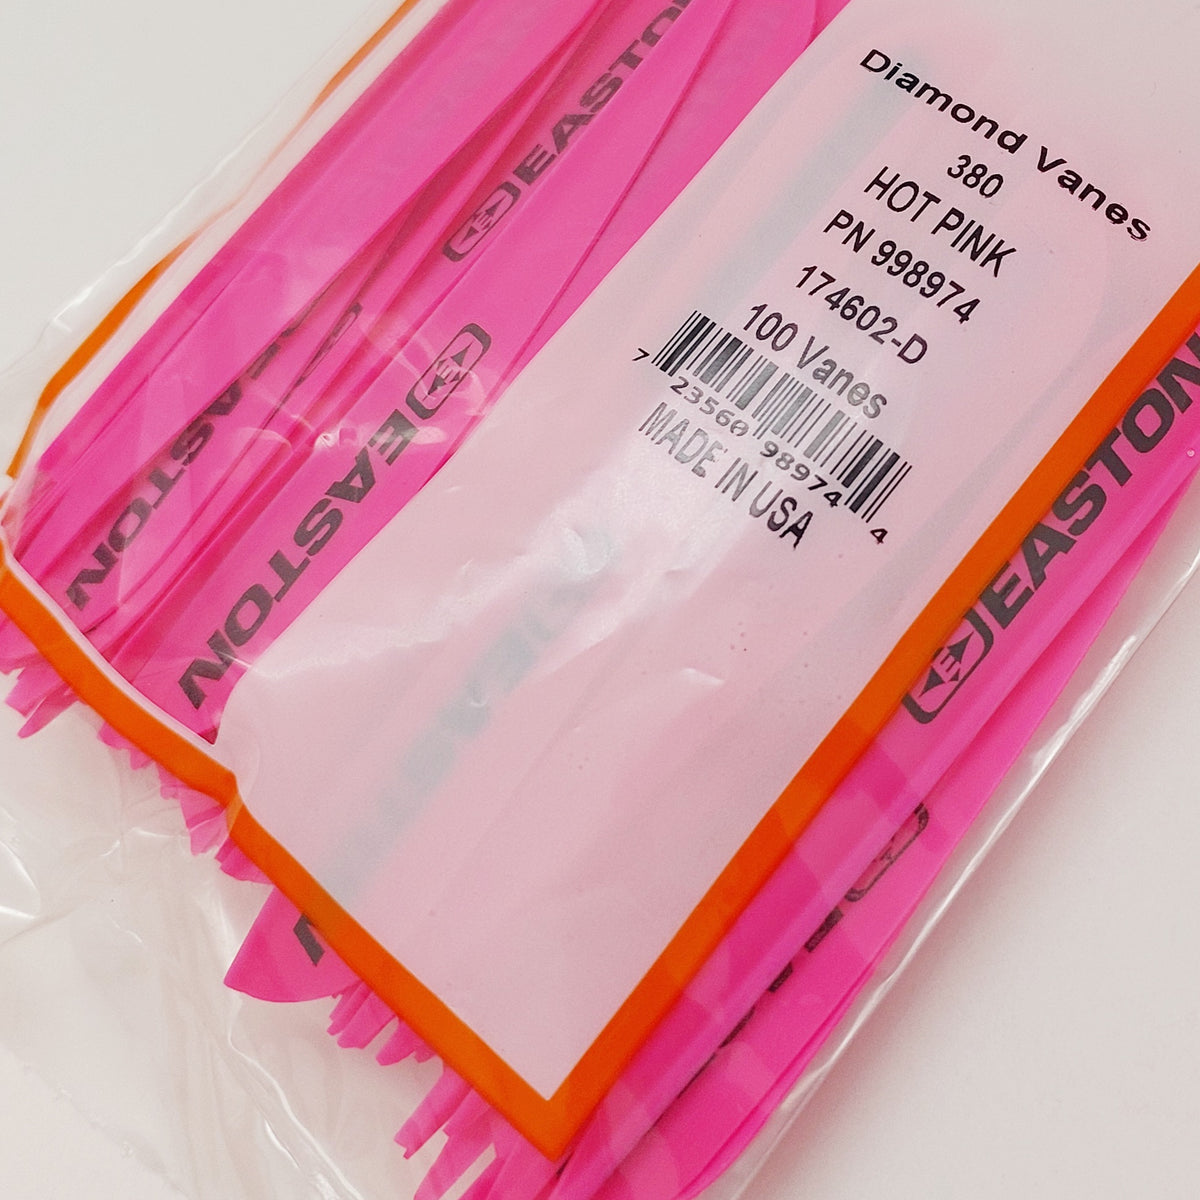 Diamond Vanes
380
HOT PINK
PN 998974
174602-D
100 Vanes
7 23560 98974 4
MADE IN USA
EASTON
EASTON
EASTON
EASTON